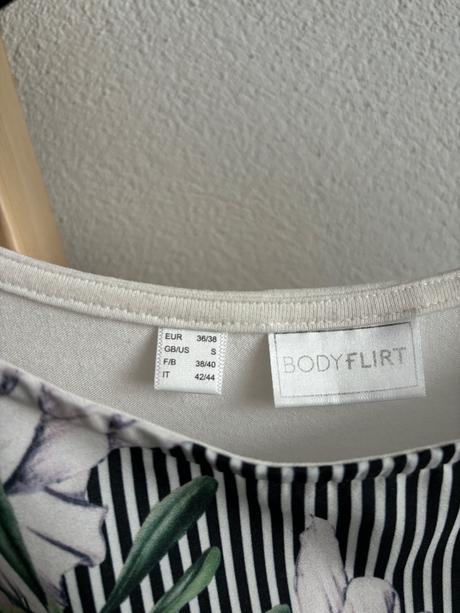 EUR 36/38
GB/US S
F/B 38/40
IT 42/44
BODYFLIRT